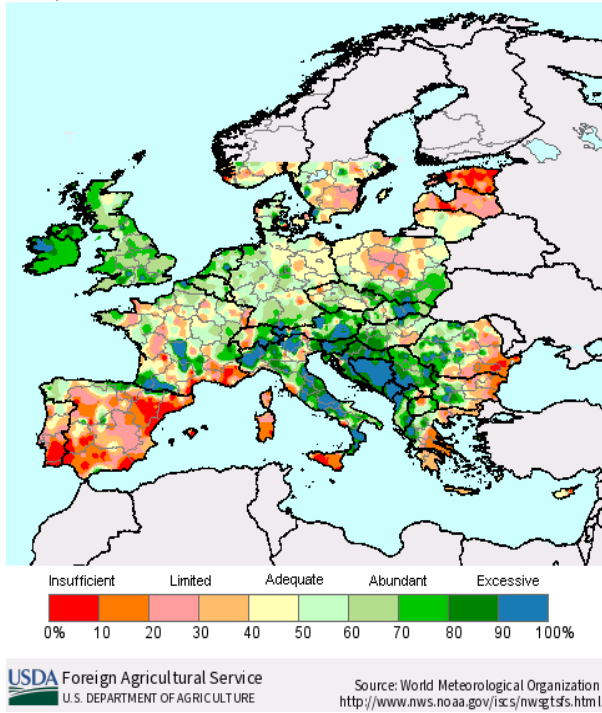 Insufficient Limited Adequate Abundant Excessive
0% 10 20 30 40 50 60 70 80 90 100%
USDA Foreign Agricultural Service
U.S. DEPARTMENT OF AGRICULTURE
Source: World Meteorological Organization
http://www.nws.noaa.gov/iscs/nwsgtsfs.html